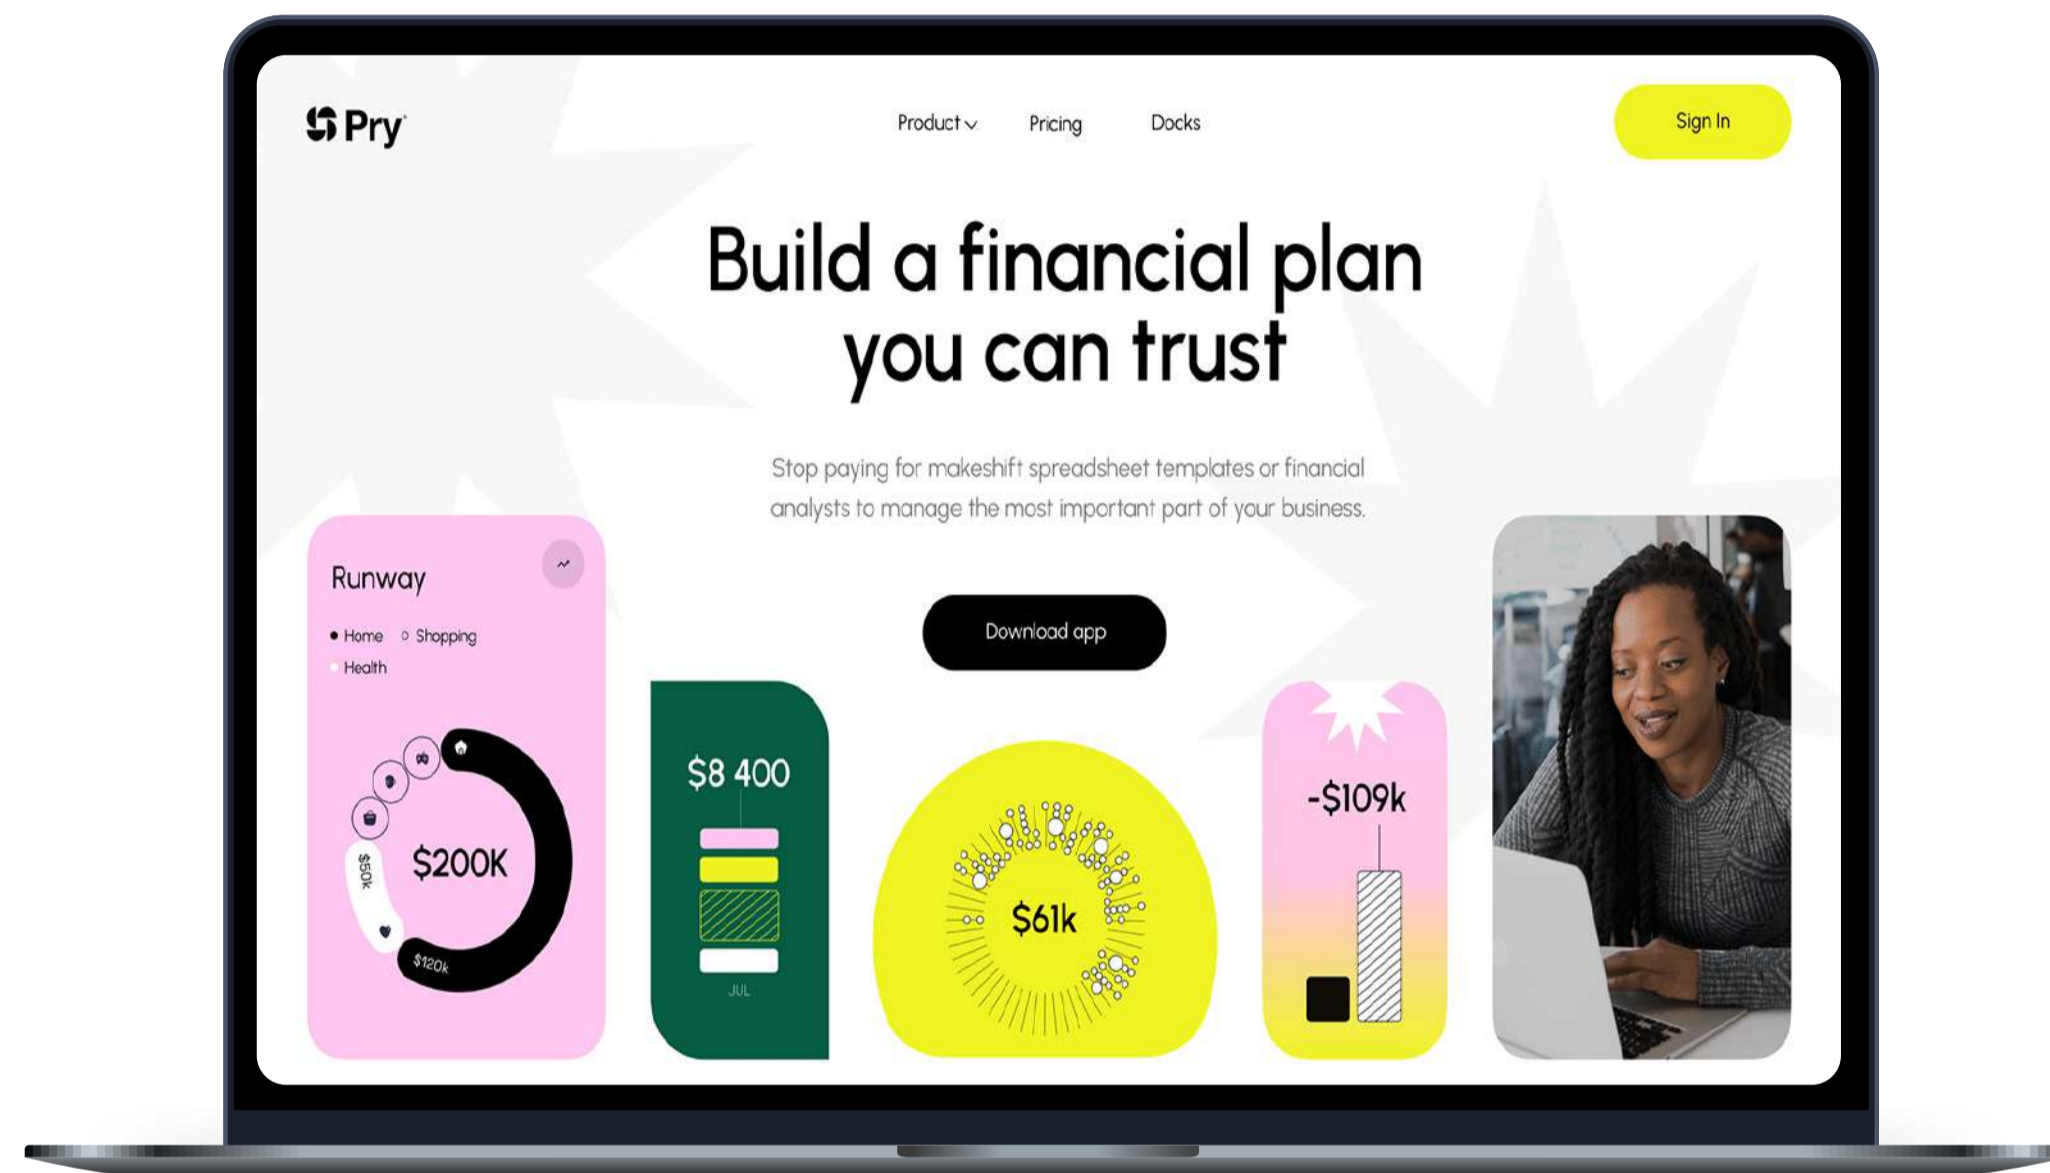 Pry
Product
Pricing
Docks
Sign In
Build a financial plan
you can trust
Stop paying for makeshift spreadsheet templates or financial
analysts to manage the most important part of your business.
Download app
Runway
Home
Shopping
Health
$50k
$200K
$120k
$8 400
JUL
$61k
-$109k